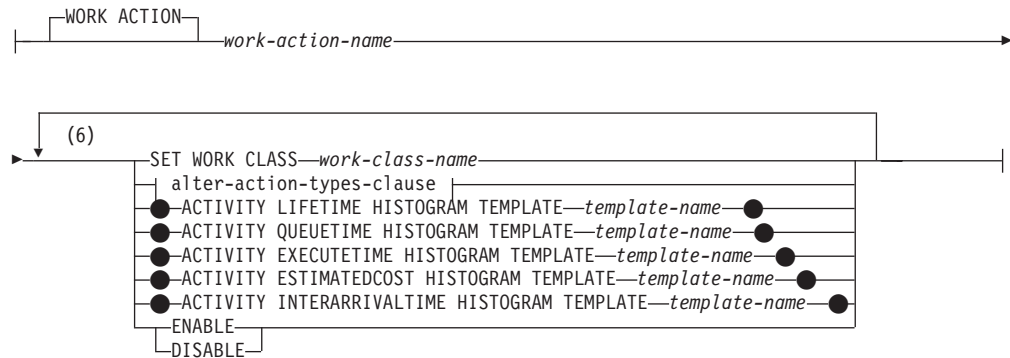 WORK ACTION
work-action-name
(6)
SET WORK CLASS work-class-name
alter-action-types-clause
ACTIVITY LIFETIME HISTOGRAM TEMPLATE template-name
ACTIVITY QUEUETIME HISTOGRAM TEMPLATE template-name
ACTIVITY EXECUTETIME HISTOGRAM TEMPLATE template-name
ACTIVITY ESTIMATEDCOST HISTOGRAM TEMPLATE template-name
ACTIVITY INTERARRIVALTIME HISTOGRAM TEMPLATE template-name
ENABLE
DISABLE